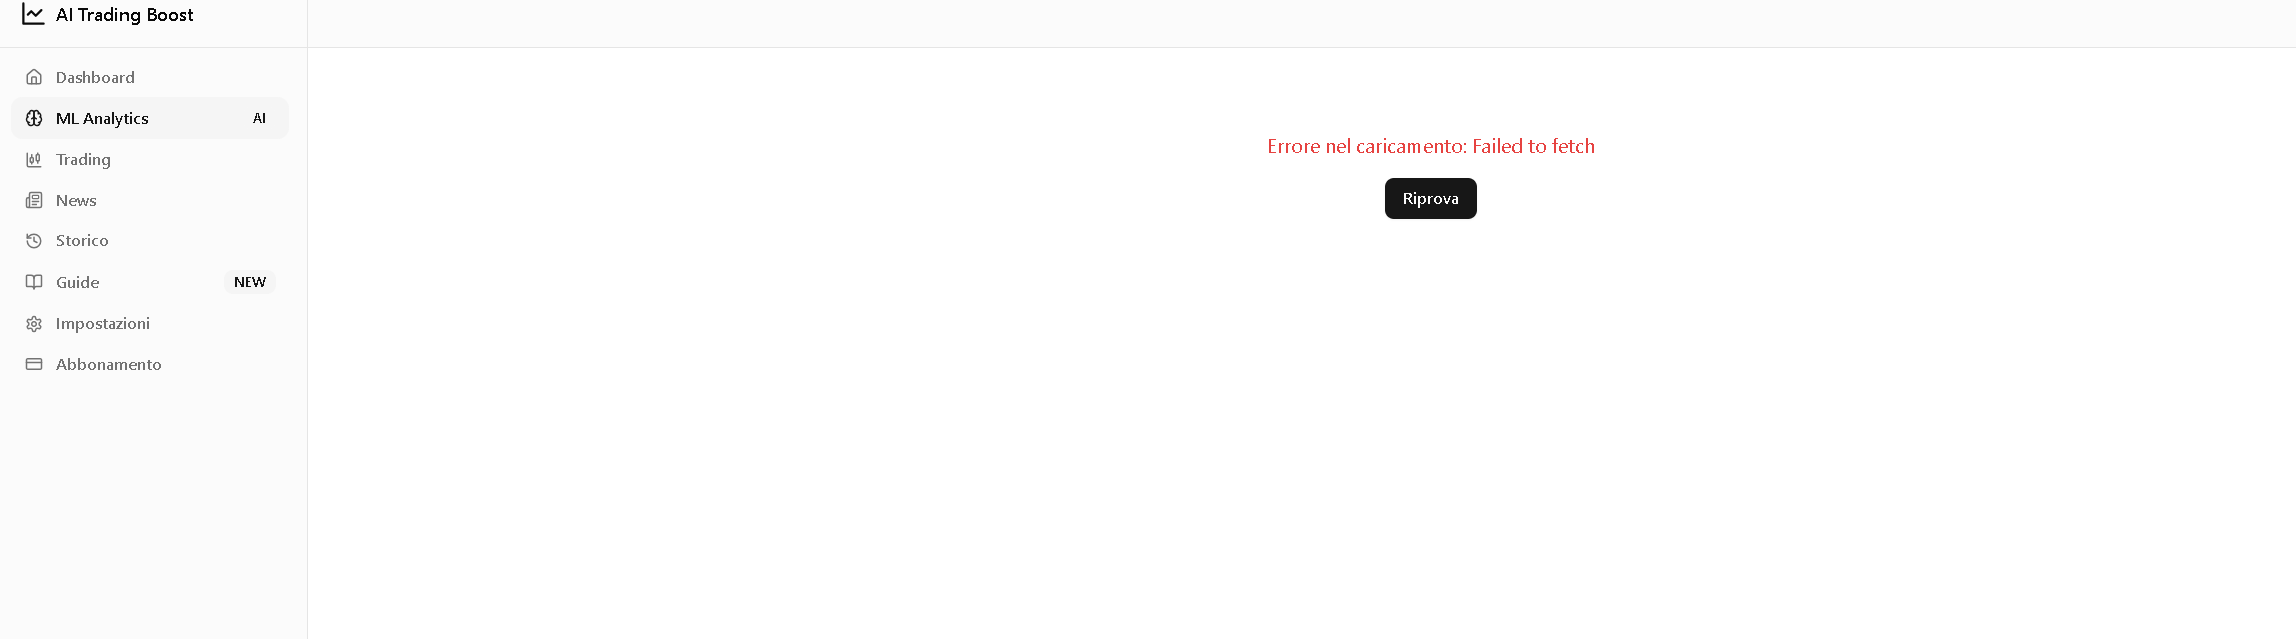 AI Trading Boost
Dashboard
ML Analytics AI
Trading
News
Storico
Guide NEW
Impostazioni
Abbonamento
Errore nel caricamento: Failed to fetch
Riprova